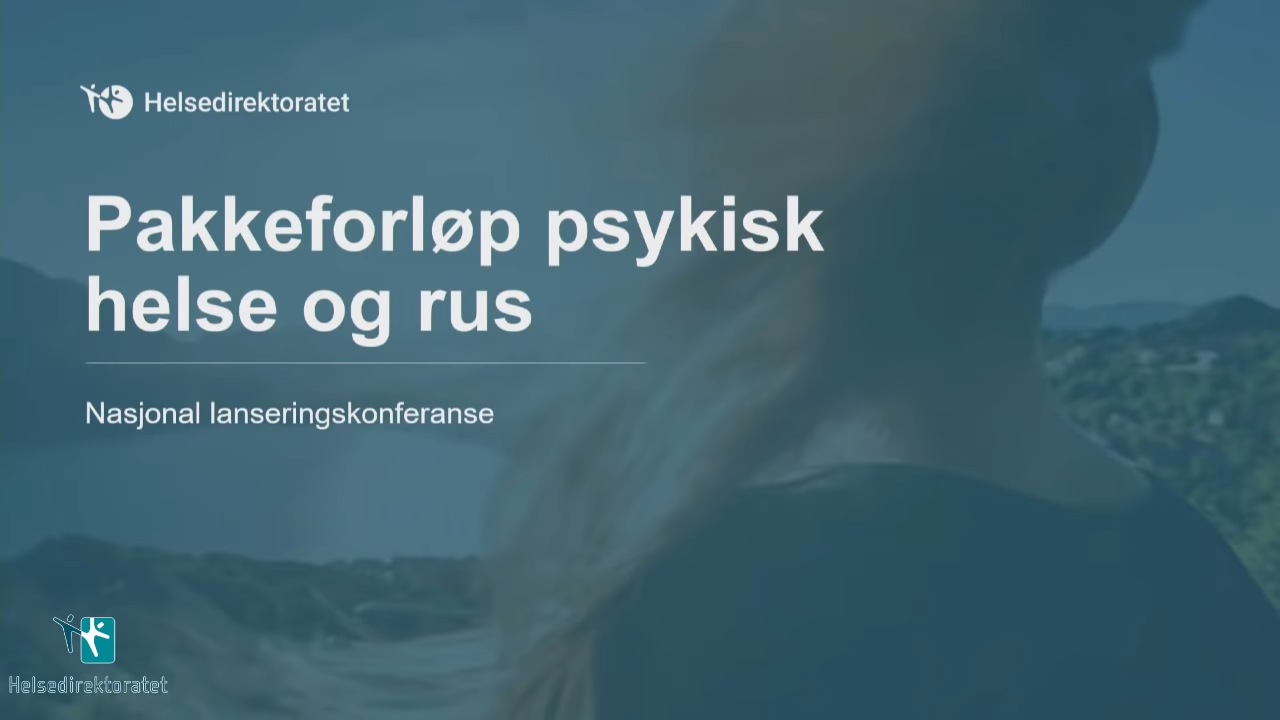 Helsedirektoratet
Pakkeforløp psykisk
helse og rus
Nasjonal lanseringskonferanse
Helsedirektoratet